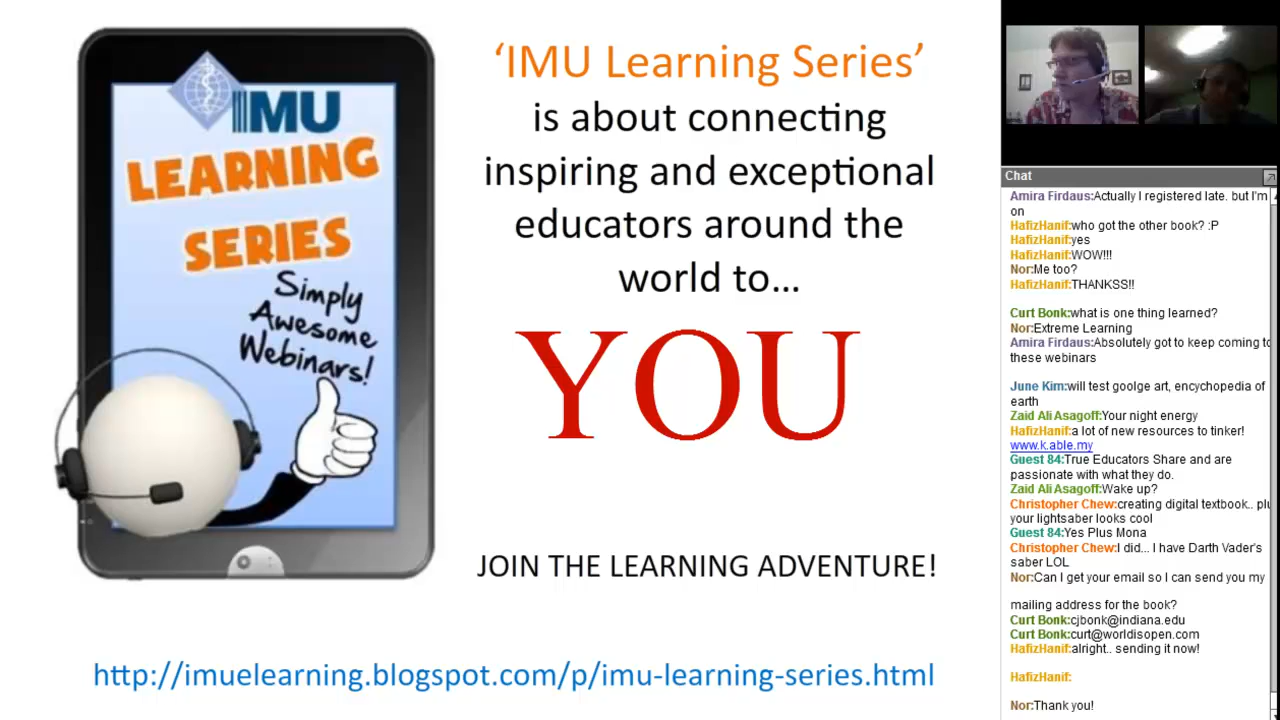 IMU
LEARNING
SERIES
Simply
Awesome
Webinars!
‘IMU Learning Series’
is about connecting
inspiring and exceptional
educators around the
world to...
YOU
JOIN THE LEARNING ADVENTURE!
http://imuelearning.blogspot.com/p/imu-learning-series.html
Chat
Amira Firdaus:Actually I registered late. but I'm
on
HafizHanif:who got the other book? :P
HafizHanif:yes
HafizHanif:WOW!!!
Nor:Me too?
HafizHanif:THANKSS!!
Curt Bonk:what is one thing learned?
Nor:Extreme Learning
Amira Firdaus:Absolutely got to keep coming to
these webinars
June Kim:will test goolge art, encyopedia of
earth
Zaid Ali Asagoff:Your night energy
HafizHanif:a lot of new resources to tinker!
www.k.able.my
Guest 84:True Educators Share and are
passionate with what they do.
Zaid Ali Asagoff:Wake up?
Christopher Chew:creating digital textbook.. plu
your lightsaber looks cool
Guest 84:Yes Plus Mona
Christopher Chew:I did... I have Darth Vader's
saber LOL
Nor:Can I get your email so I can send you my
mailing address for the book?
Curt Bonk:cjbonk@indiana.edu
Curt Bonk:curt@worldisopen.com
HafizHanif:alright.. sending it now!
HafizHanif:
Nor:Thank you!